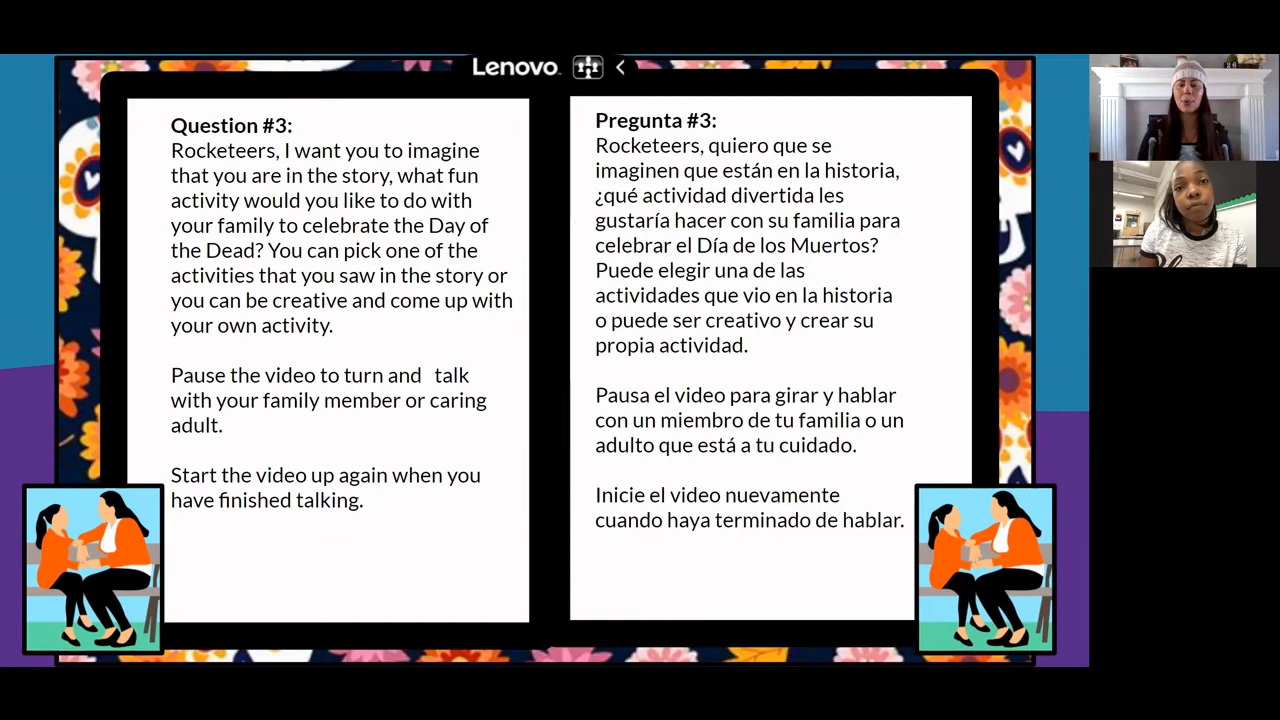 Lenovo
Question #3:
Rocketeers, I want you to imagine
that you are in the story, what fun
activity would you like to do with
your family to celebrate the Day of
the Dead? You can pick one of the
activities that you saw in the story or
you can be creative and come up with
your own activity.
Pause the video to turn and talk
with your family member or caring
adult.
Start the video up again when you
have finished talking.
Pregunta #3:
Rocketeers, quiero que se
imaginen que están en la historia,
¿qué actividad divertida les
gustaría hacer con su familia para
celebrar el Día de los Muertos?
Puede elegir una de las
actividades que vio en la historia
o puede ser creativo y crear su
propia actividad.
Pausa el video para girar y hablar
con un miembro de tu familia o un
adulto que está a tu cuidado.
Inicie el video nuevamente
cuando haya terminado de hablar.